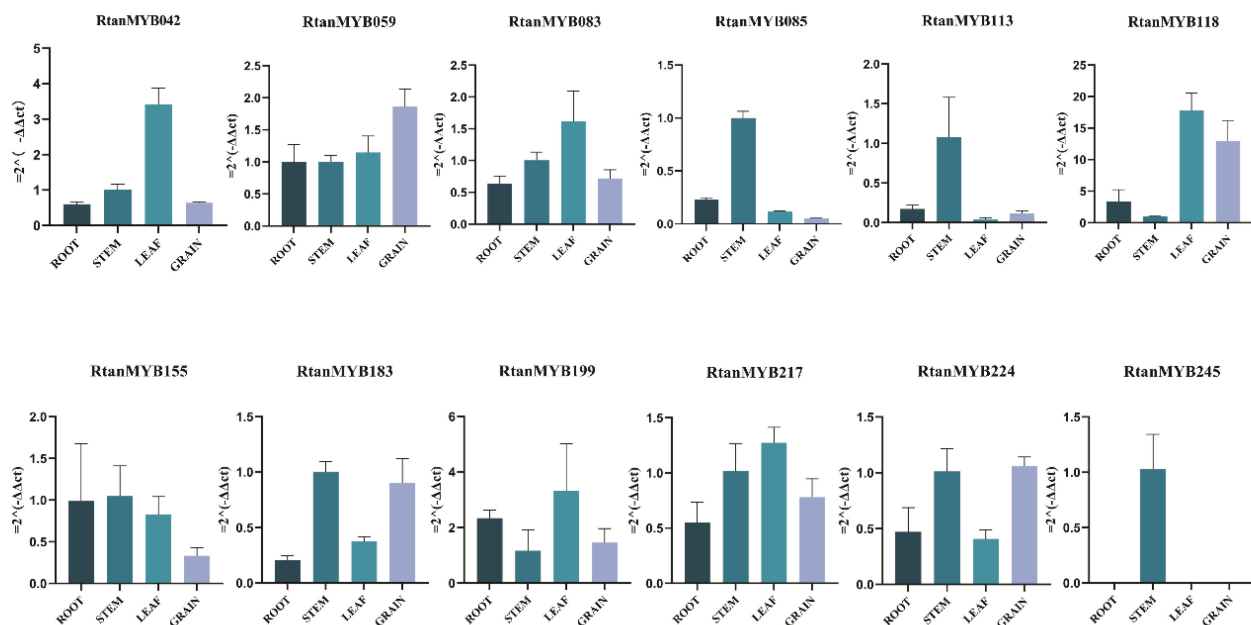 RtanMYB042
RtanMYB059
RtanMYB083
RtanMYB085
RtanMYB113
RtanMYB118
=2^( -ΔΔct)
5
4
3
2
1
0
ROOT
STEM
LEAF
GRAIN
=2^(-ΔΔct)
2.5
2.0
1.5
1.0
0.5
0.0
ROOT
STEM
LEAF
GRAIN
=2^(-ΔΔct)
2.5
2.0
1.5
1.0
0.5
0.0
ROOT
STEM
LEAF
GRAIN
=2^(-ΔΔct)
1.5
1.0
0.5
0.0
ROOT
STEM
LEAF
GRAIN
=2^(-ΔΔct)
2.0
1.5
1.0
0.5
0.0
ROOT
STEM
LEAF
GRAIN
=2^(-ΔΔct)
25
20
15
10
5
0
ROOT
STEM
LEAF
GRAIN
RtanMYB155
RtanMYB183
RtanMYB199
RtanMYB217
RtanMYB224
RtanMYB245
=2^(-ΔΔct)
2.0
1.5
1.0
0.5
0.0
ROOT
STEM
LEAF
GRAIN
=2^(-ΔΔct)
1.5
1.0
0.5
0.0
ROOT
STEM
LEAF
GRAIN
=2^(-ΔΔct)
6
4
2
0
ROOT
STEM
LEAF
GRAIN
=2^(-ΔΔct)
1.5
1.0
0.5
0.0
ROOT
STEM
LEAF
GRAIN
=2^(-ΔΔct)
1.5
1.0
0.5
0.0
ROOT
STEM
LEAF
GRAIN
=2^(-ΔΔct)
1.5
1.0
0.5
0.0
ROOT
STEM
LEAF
GRAIN